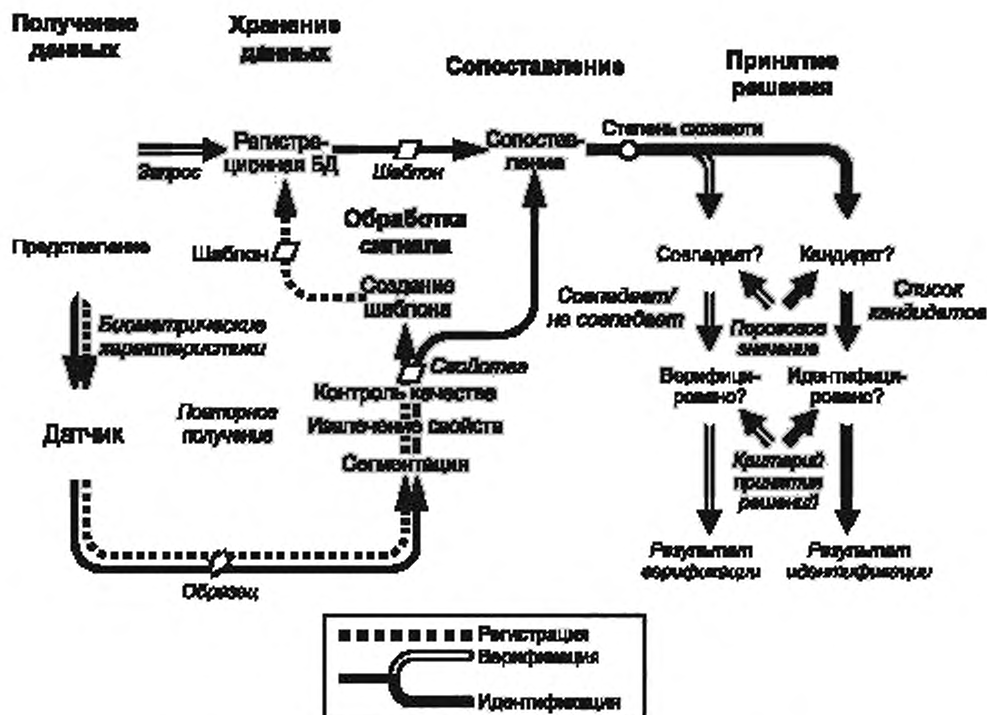 Получение
данных
Хранение
данных
Сопоставление
Принятие
решения
Запрос
Регистра-
ционная БД
Шаблон
Сопостав-
ление
Степень схожести
Представление
Шаблон
Обработка
сигнала
Создание
шаблона
Биометрические
характеристики
Свойства
Контроль качества
Извлечение свойств
Сегментация
Повторное
получение
Датчик
Образец
Совпадает?
Кандидат?
Совпадает/
не совпадает
Пороговое
значение
Список
кандидатов
Верифици-
ровано?
Идентифици-
ровано?
Критерий
принятия
решений
Результат
верификации
Результат
идентификации
Регистрация
Верификация
Идентификация